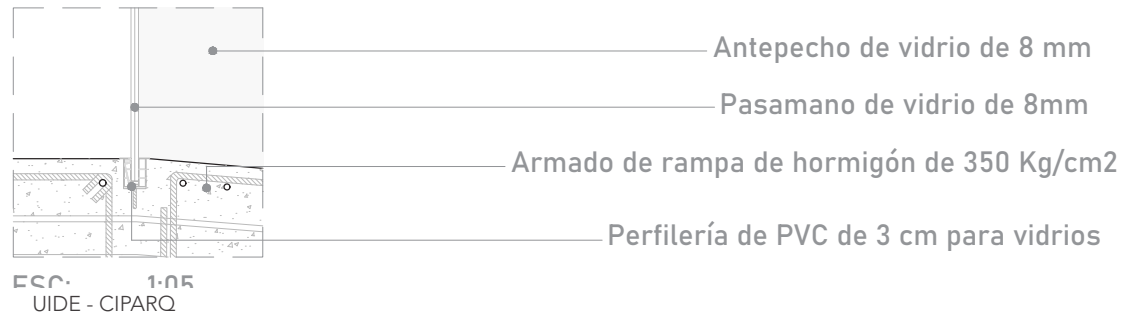 Antepecho de vidrio de 8 mm
Pasamano de vidrio de 8mm
Armado de rampa de hormigón de 350 Kg/cm2
Perfilería de PVC de 3 cm para vidrios
ESC: 1:05
UIDE - CIPARQ